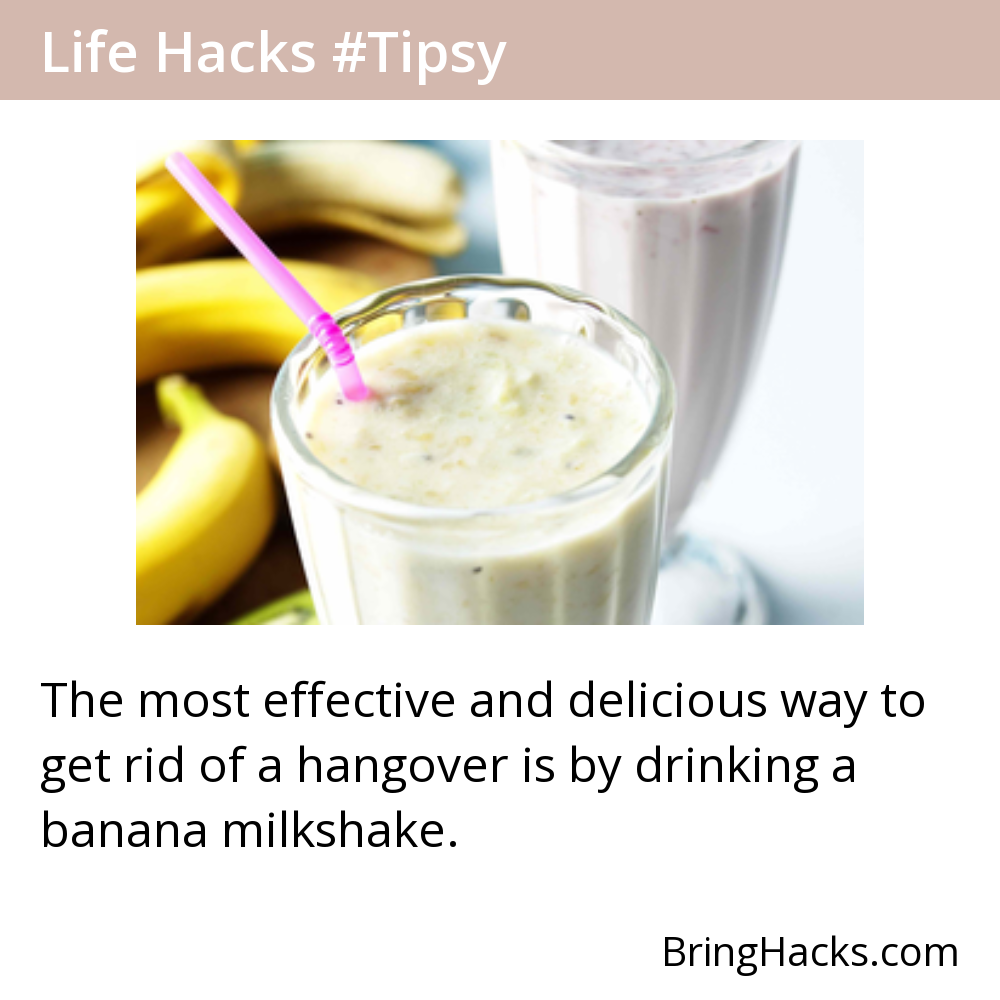 Life Hacks #Tipsy
The most effective and delicious way to
get rid of a hangover is by drinking a
banana milkshake.
BringHacks.com